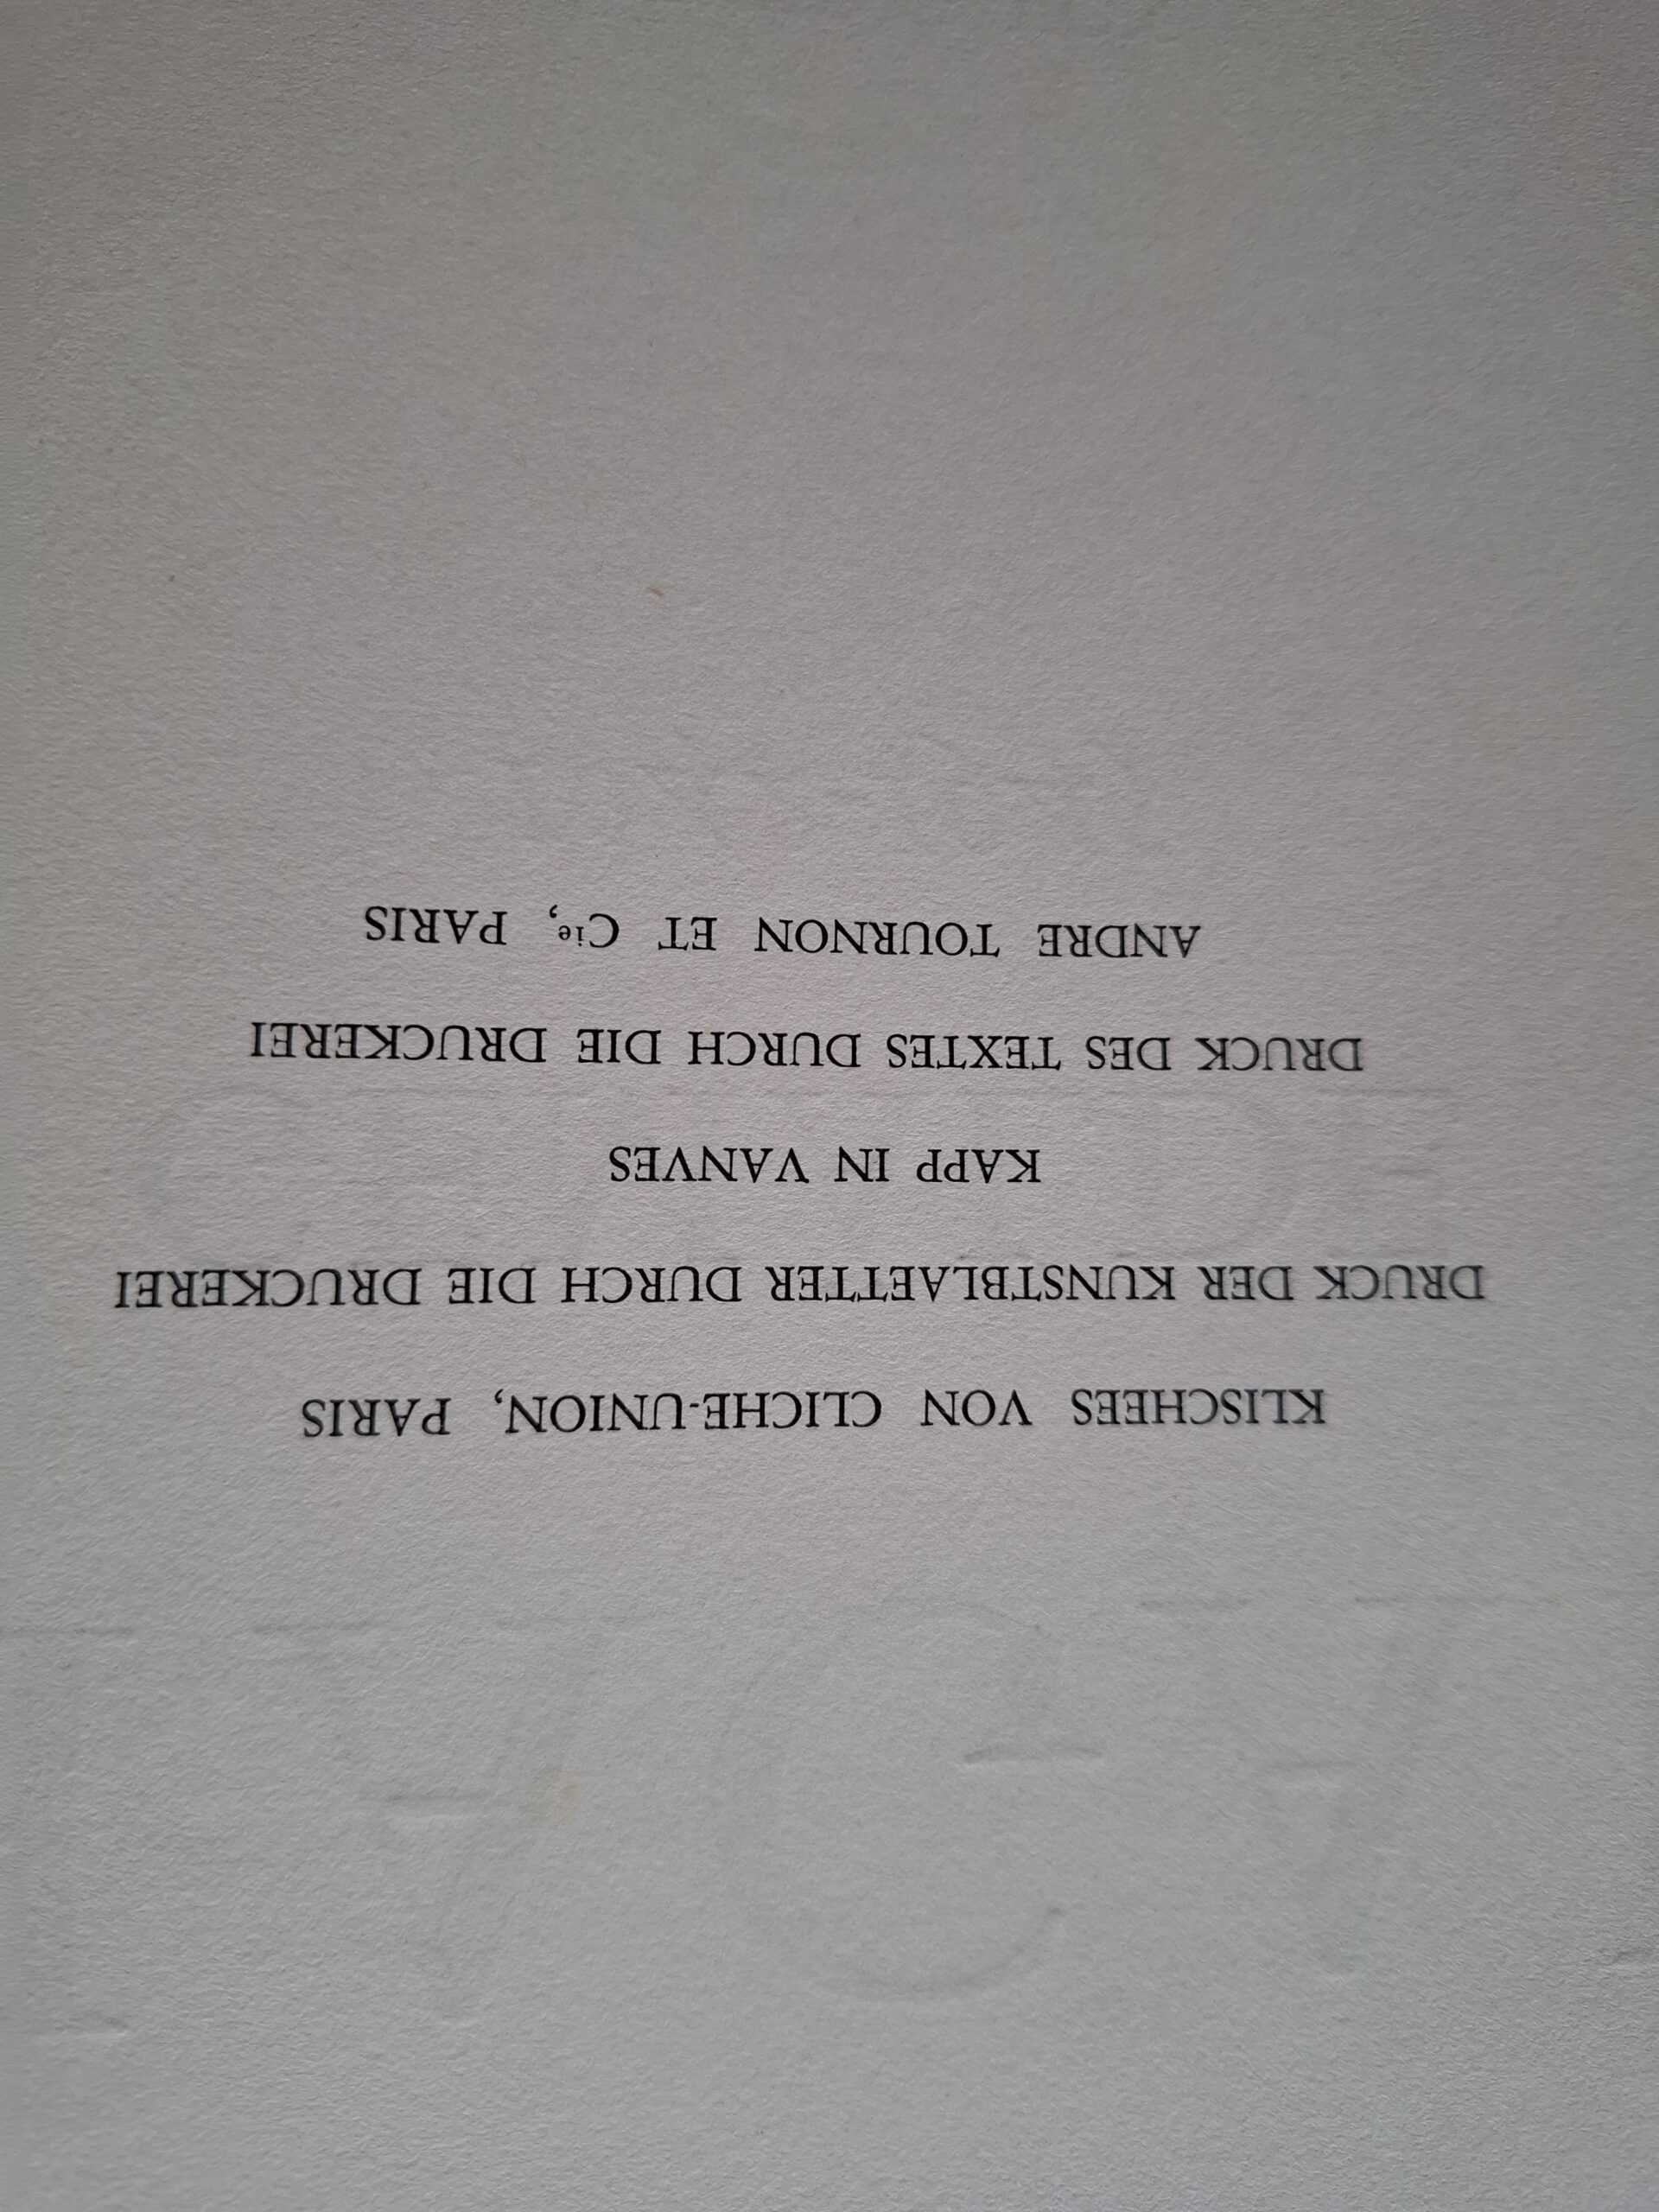 KLISCHEES VON CLICHE-UNION, PARIS
DRUCK DER KUNSTBLAETTER DURCH DIE DRUCKEREI
KAPP IN VANVES
DRUCK DES TEXTES DURCH DIE DRUCKEREI
ANDRE TOURNON ET Cie, PARIS